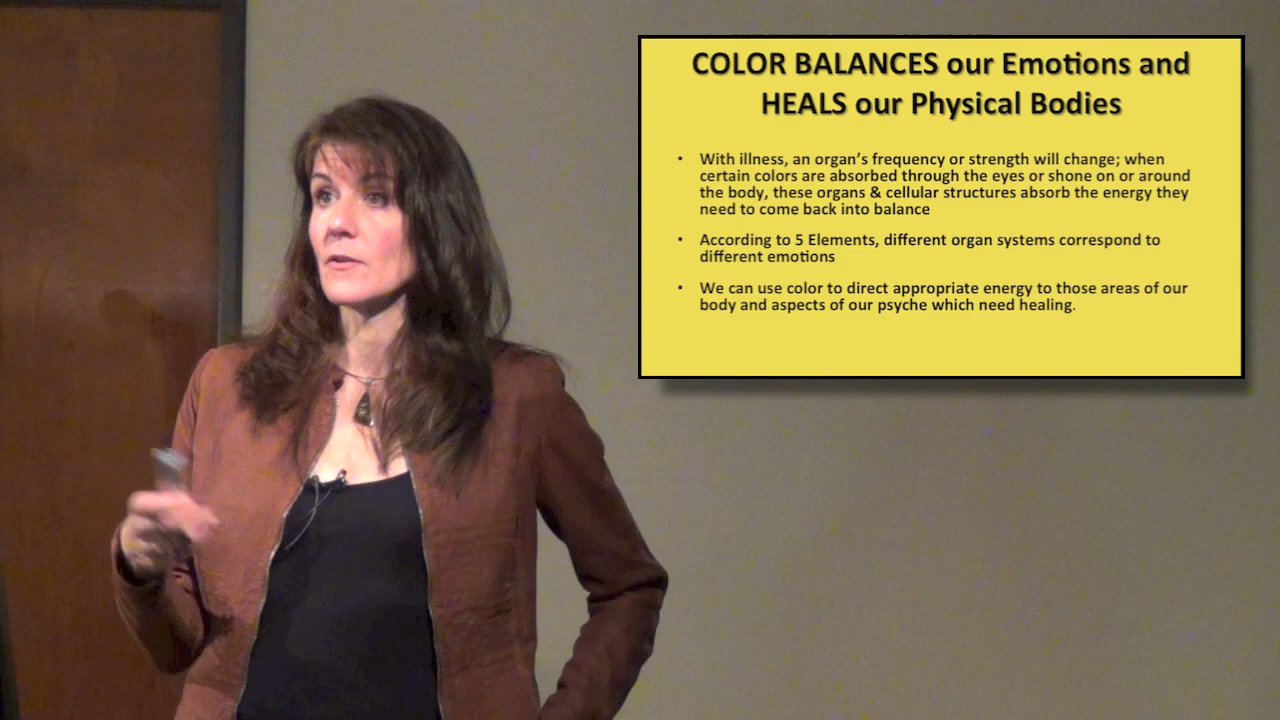 COLOR BALANCES our Emotions and
HEALS our Physical Bodies
• With illness, an organ's frequency or strength will change; when
certain colors are absorbed through the eyes or shone on or around
the body, these organs & cellular structures absorb the energy they
need to come back into balance
• According to 5 Elements, different organ systems correspond to
different emotions
• We can use color to direct appropriate energy to those areas of our
body and aspects of our psyche which need healing.